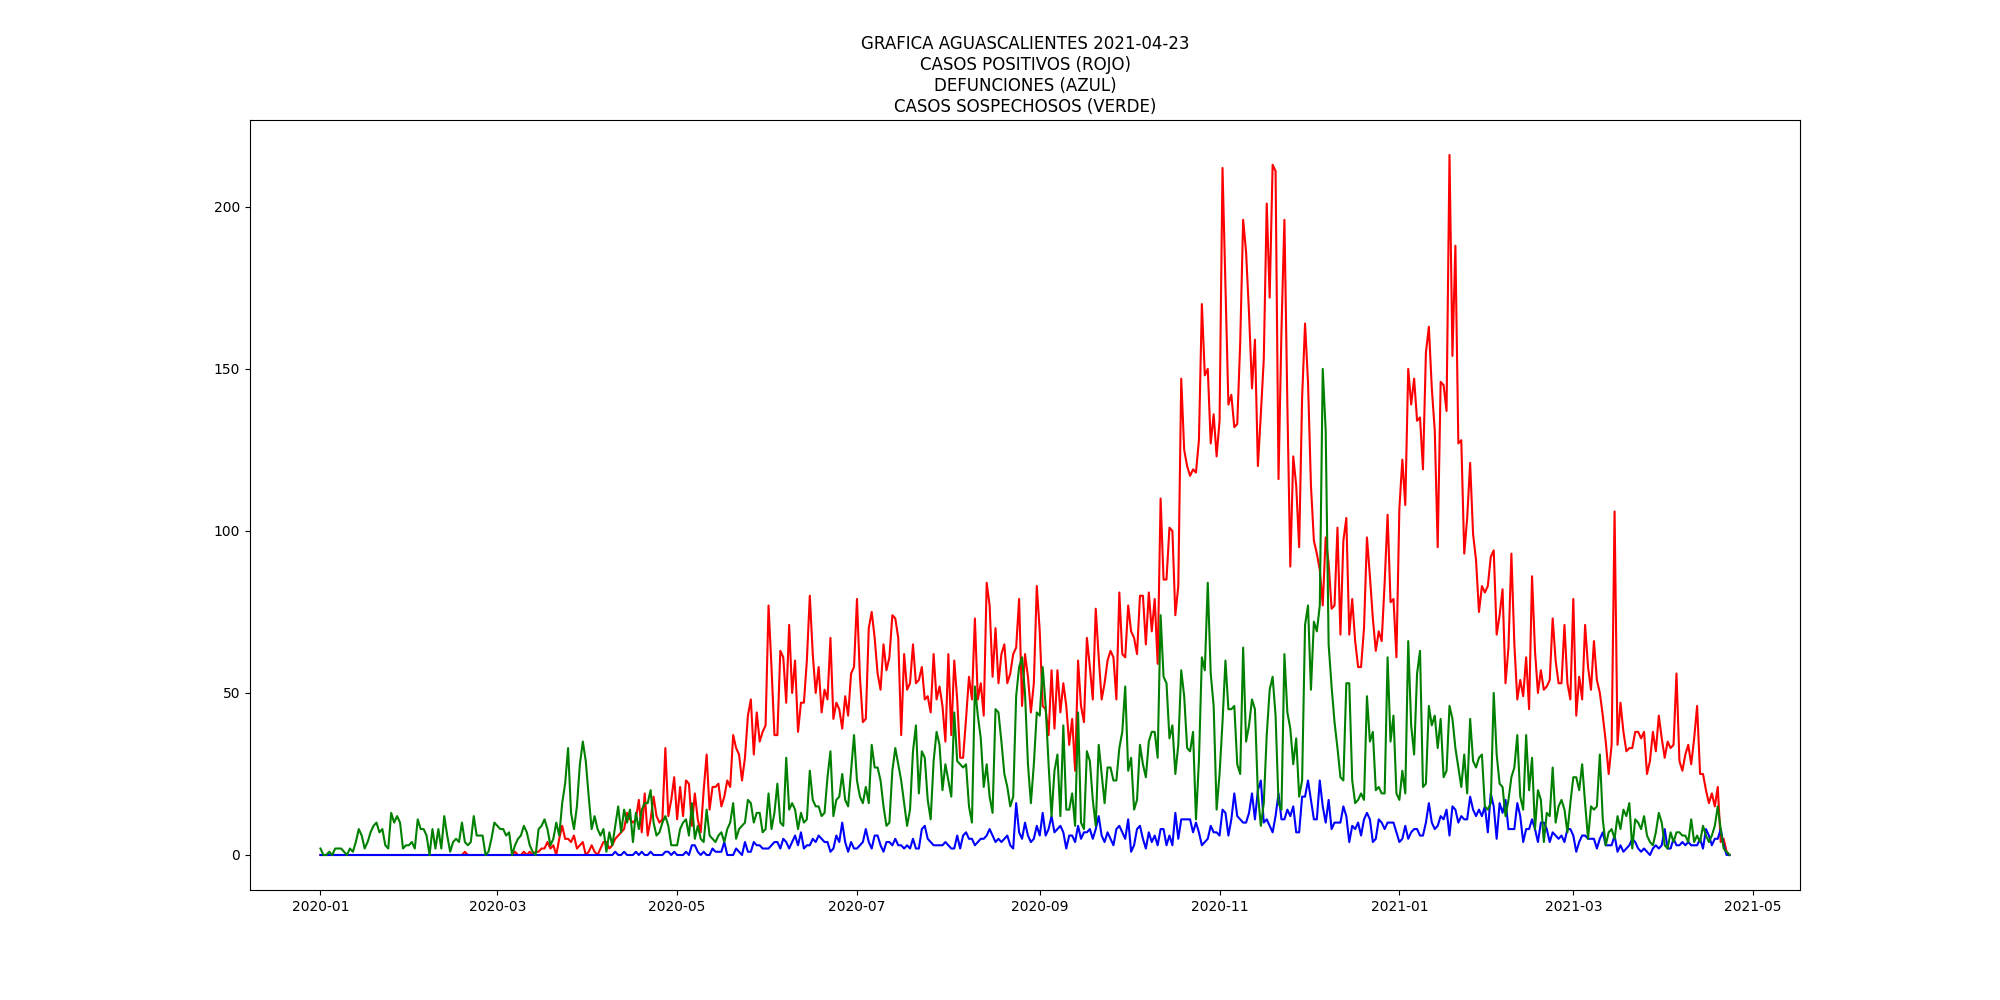 GRAFICA AGUASCALIENTES 2021-04-23
CASOS POSITIVOS (ROJO)
DEFUNCIONES (AZUL)
CASOS SOSPECHOSOS (VERDE)
200
150
100
50
0
2020-01 2020-03 2020-05 2020-07 2020-09 2020-11 2021-01 2021-03 2021-05